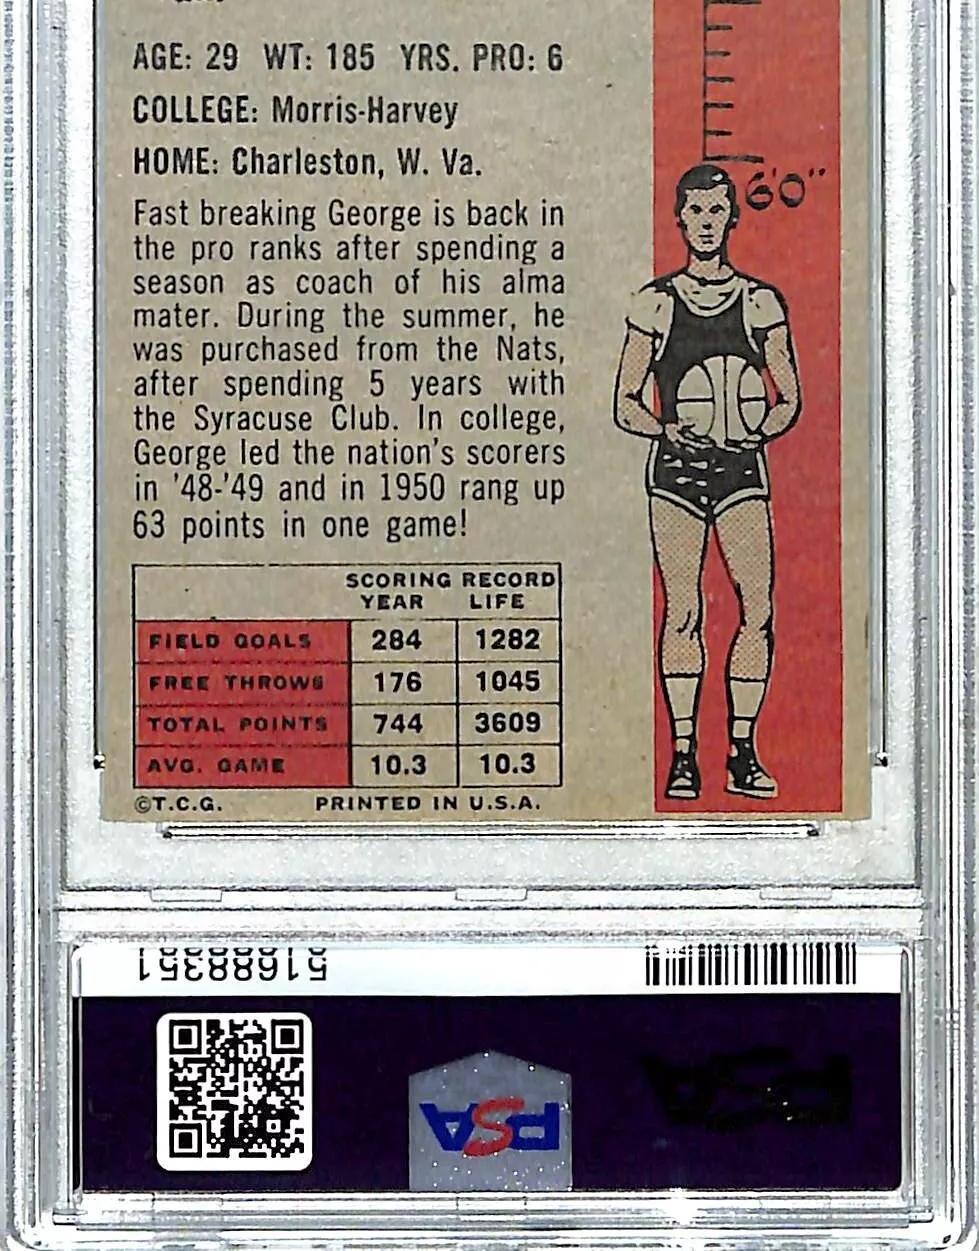 AGE: 29 WT: 185 YRS. PRO: 6
COLLEGE: Morris-Harvey
HOME: Charleston, W. Va.
6'0"
Fast breaking George is back in
the pro ranks after spending a
season as coach of his alma
mater. During the summer, he
was purchased from the Nats,
after spending 5 years with
the Syracuse Club. In college,
George led the nation's scorers
in '48-'49 and in 1950 rang up
63 points in one game!
SCORING RECORD
YEAR LIFE
FIELD GOALS 284 1282
FREE THROWS 176 1045
TOTAL POINTS 744 3609
AVG. GAME 10.3 10.3
©T.C.G. PRINTED IN U.S.A.
51688351
PSA
PSA